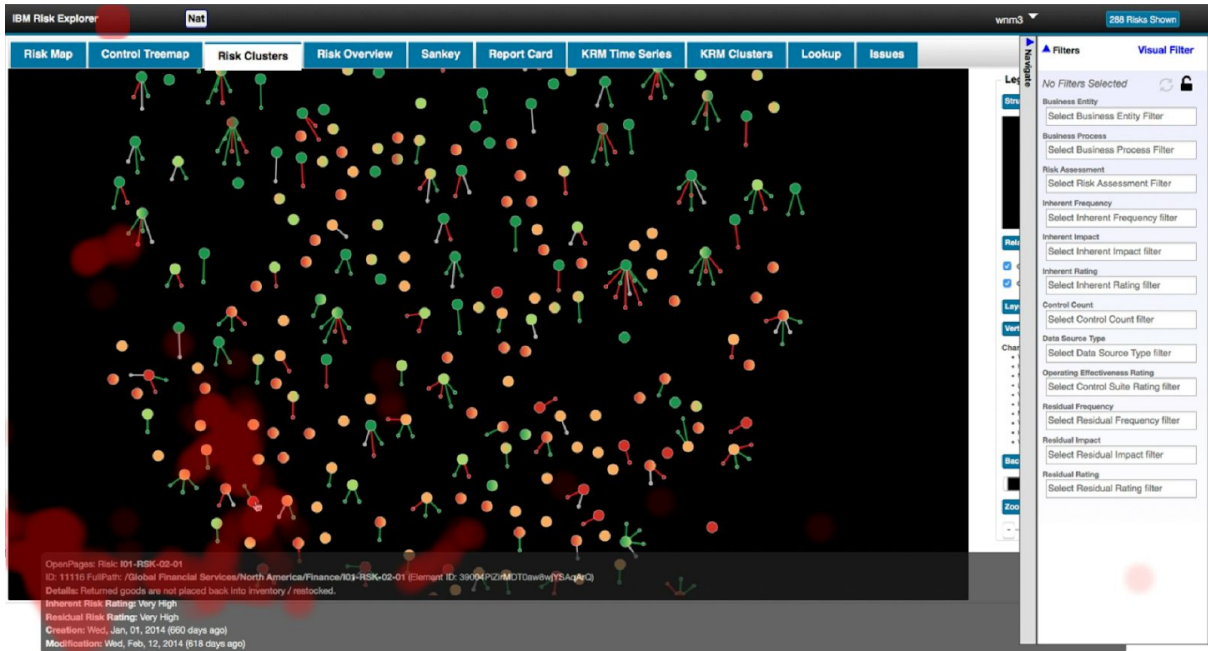 IBM Risk Explorer
Nat
wnm3
288 Risks Shown
Risk Map
Control Treemap
Risk Clusters
Risk Overview
Sankey
Report Card
KRM Time Series
KRM Clusters
Lookup
Issues
Navigate
Filters
Visual Filter
No Filters Selected
Business Entity
Select Business Entity Filter
Business Process
Select Business Process Filter
Risk Assessment
Select Risk Assessment Filter
Inherent Frequency
Select Inherent Frequency filter
Inherent Impact
Select Inherent Impact filter
Inherent Rating
Select Inherent Rating filter
Control Count
Select Control Count filter
Data Source Type
Select Data Source Type filter
Operating Effectiveness Rating
Select Control Suite Rating filter
Residual Frequency
Select Residual Frequency filter
Residual Impact
Select Residual Impact filter
Residual Rating
Select Residual Rating filter
OpenPages: Risk: I01-RSK-02-01
ID: 11116 FullPath: /Global Financial Services/North America/Finance/I01-RSK-02-01 (Element ID:
Details: Returned goods are not placed back into inventory / restocked.
Inherent Risk Rating: Very High
Residual Risk Rating: Very High
Creation: Wed, Jan, 01, 2014 (660 days ago)
Modification: Wed, Feb, 12, 2014 (618 days ago)